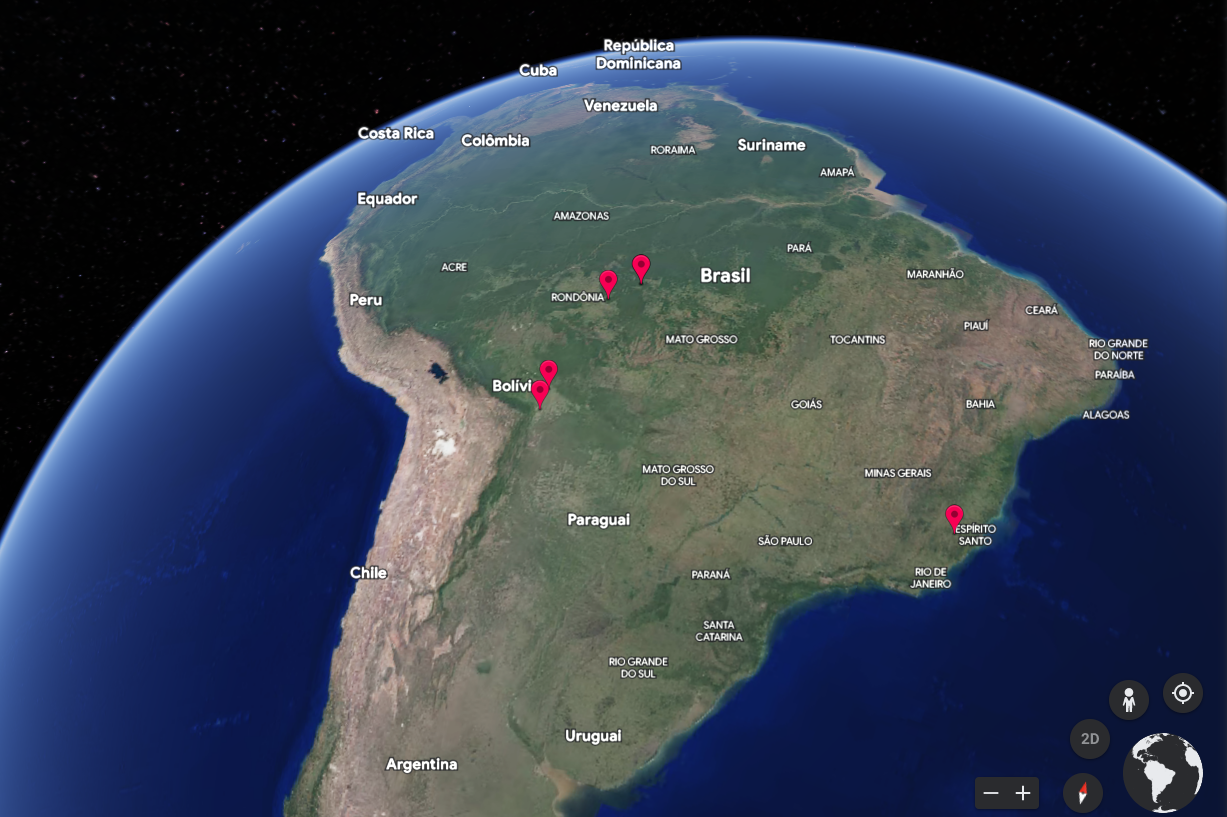 República
Dominicana
Cuba
Venezuela
Costa Rica
Colômbia
Suriname
RORAIMA
AMAPÁ
Equador
AMAZONAS
PARÁ
ACRE
Brasil
MARANHÃO
RONDÔNIA
Peru
CEARÁ
PIAUÍ
MATO GROSSO
TOCANTINS
RIO GRANDE
DO NORTE
PARAÍBA
Bolívi
GOIÁS
BAHIA
ALAGOAS
MATO GROSSO
DO SUL
MINAS GERAIS
Paraguai
ESPÍRITO
SANTO
SÃO PAULO
Chile
PARANÁ
RIO DE
JANEIRO
SANTA
CATARINA
RIO GRANDE
DO SUL
Uruguai
2D
Argentina